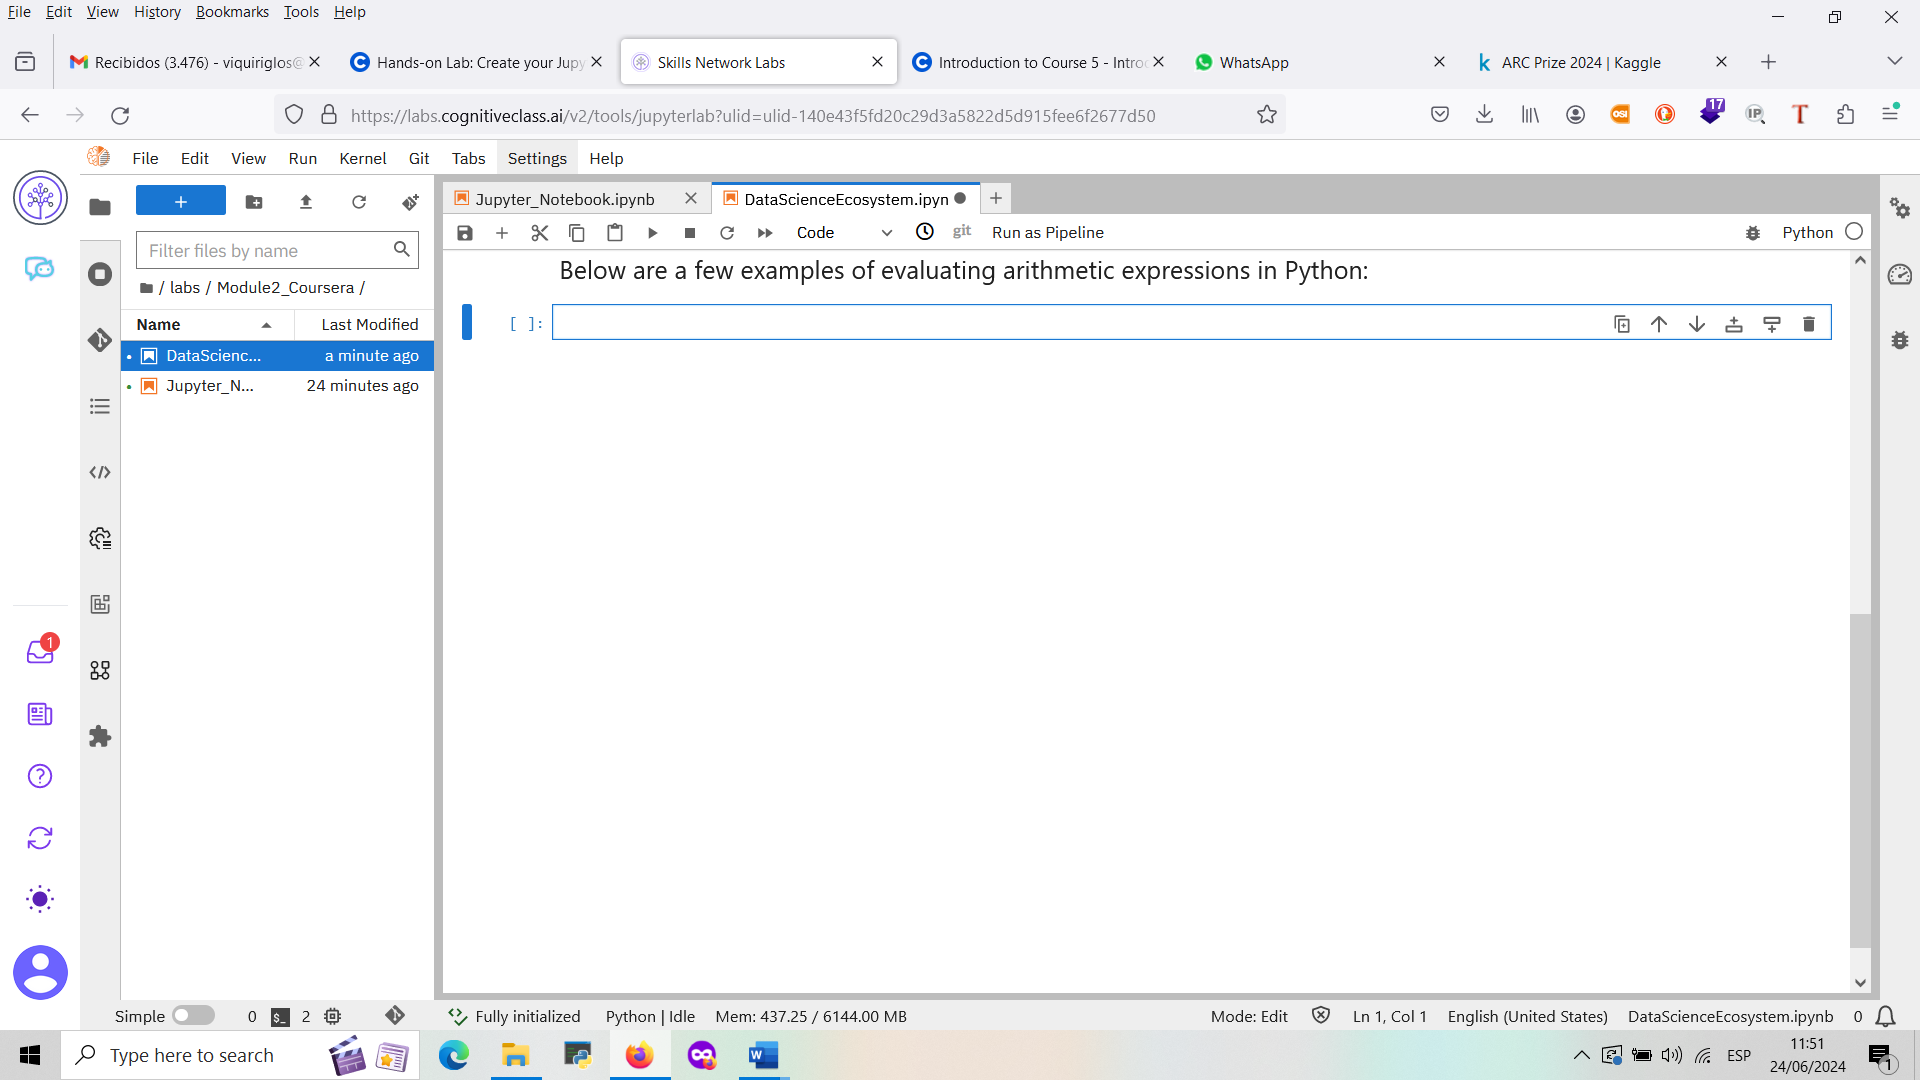 File Edit View History Bookmarks Tools Help
Recibidos (3.476) - viquiriglos@
Hands-on Lab: Create your Jupy
Skills Network Labs
Introduction to Course 5 - Intro
WhatsApp
ARC Prize 2024 | Kaggle
https://labs.cognitiveclass.ai/v2/tools/jupyterlab?ulid=ulid-140e43f5fd20c29d3a5822d5d915fee6f2677d50
17
File Edit View Run Kernel Git Tabs Settings Help
Jupyter_Notebook.ipynb
DataScienceEcosystem.ipyn
Code
git
Run as Pipeline
Python
Filter files by name
/ labs / Module2_Coursera /
Name Last Modified
DataScienc... a minute ago
Jupyter_N... 24 minutes ago
Below are a few examples of evaluating arithmetic expressions in Python:
[ ]:
1
Simple 0 2 Fully initialized Python | Idle Mem: 437.25 / 6144.00 MB Mode: Edit Ln 1, Col 1 English (United States) DataScienceEcosystem.ipynb 0
Type here to search
ESP
11:51
24/06/2024
1